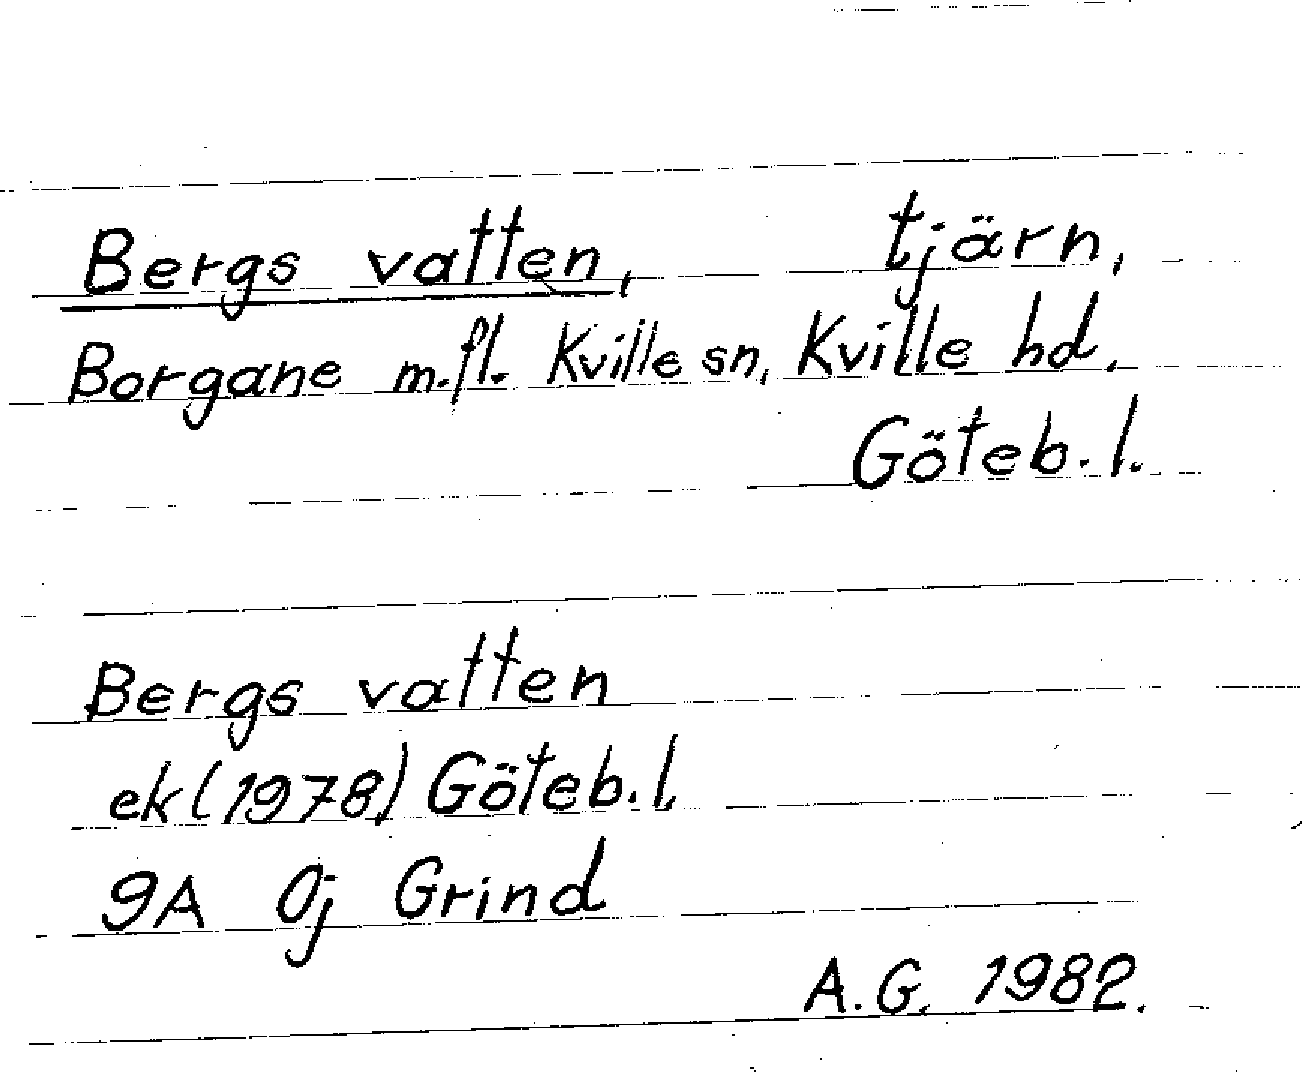 Bergs vatten, tjärn,
Borgane m.fl. Kville sn, Kville hd.
Göteb. l.
Bergs vatten
ek (1978) Göteb. l.
9A 0j Grind
A.G. 1982.